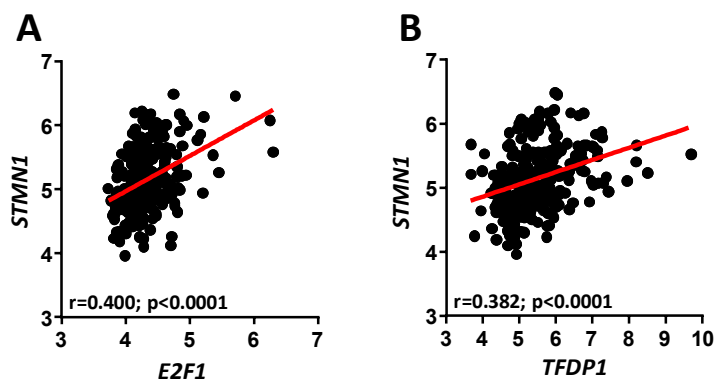 A
7
6
5
4
3
STMN1
r=0.400; p<0.0001
3 4 5 6 7
E2F1
B
7
6
5
4
3
STMN1
r=0.382; p<0.0001
3 4 5 6 7 8 9 10
TFDP1